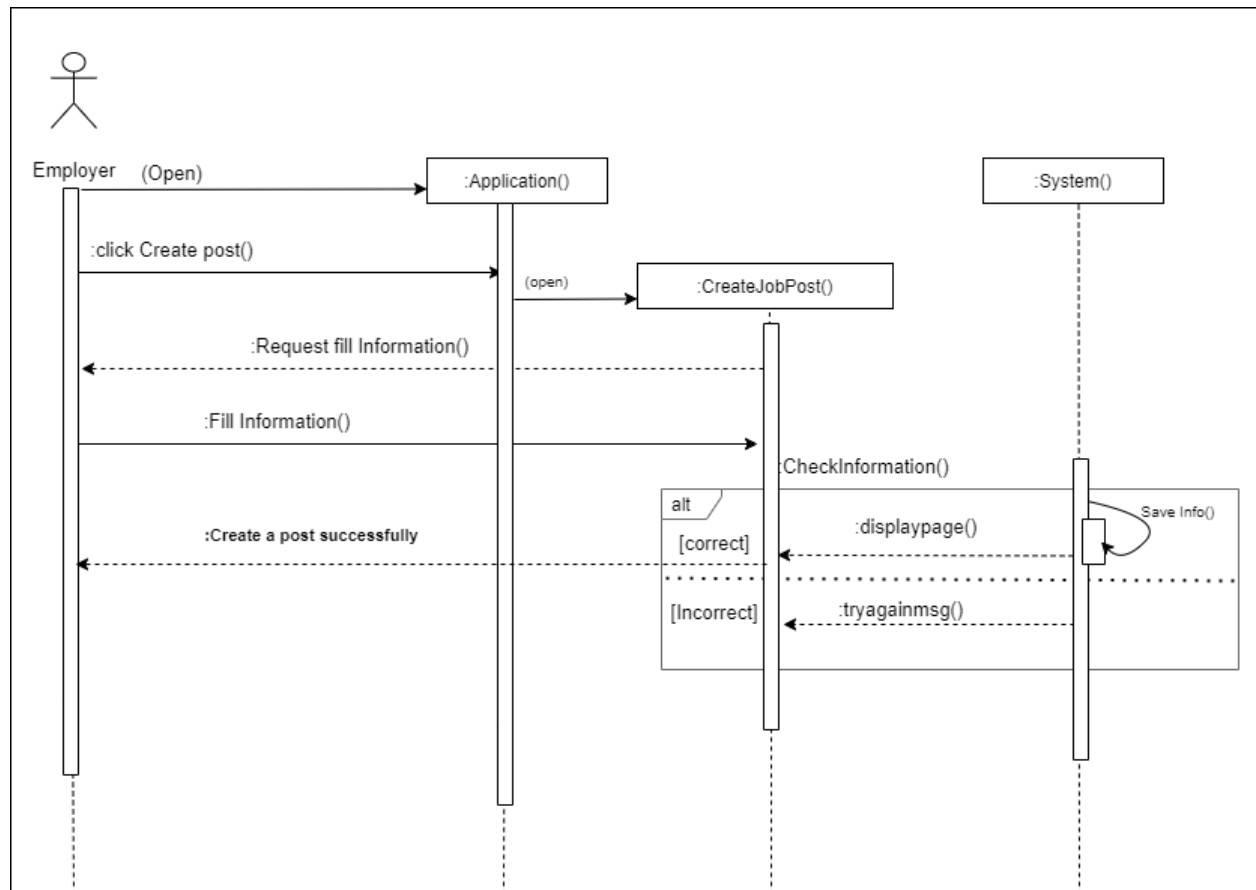 Employer
(Open)
:Application()
:System()
:click Create post()
(open)
:CreateJobPost()
:Request fill Information()
:Fill Information()
:CheckInformation()
alt
Save Info()
:displaypage()
:Create a post successfully
[correct]
[Incorrect]
:tryagainmsg()